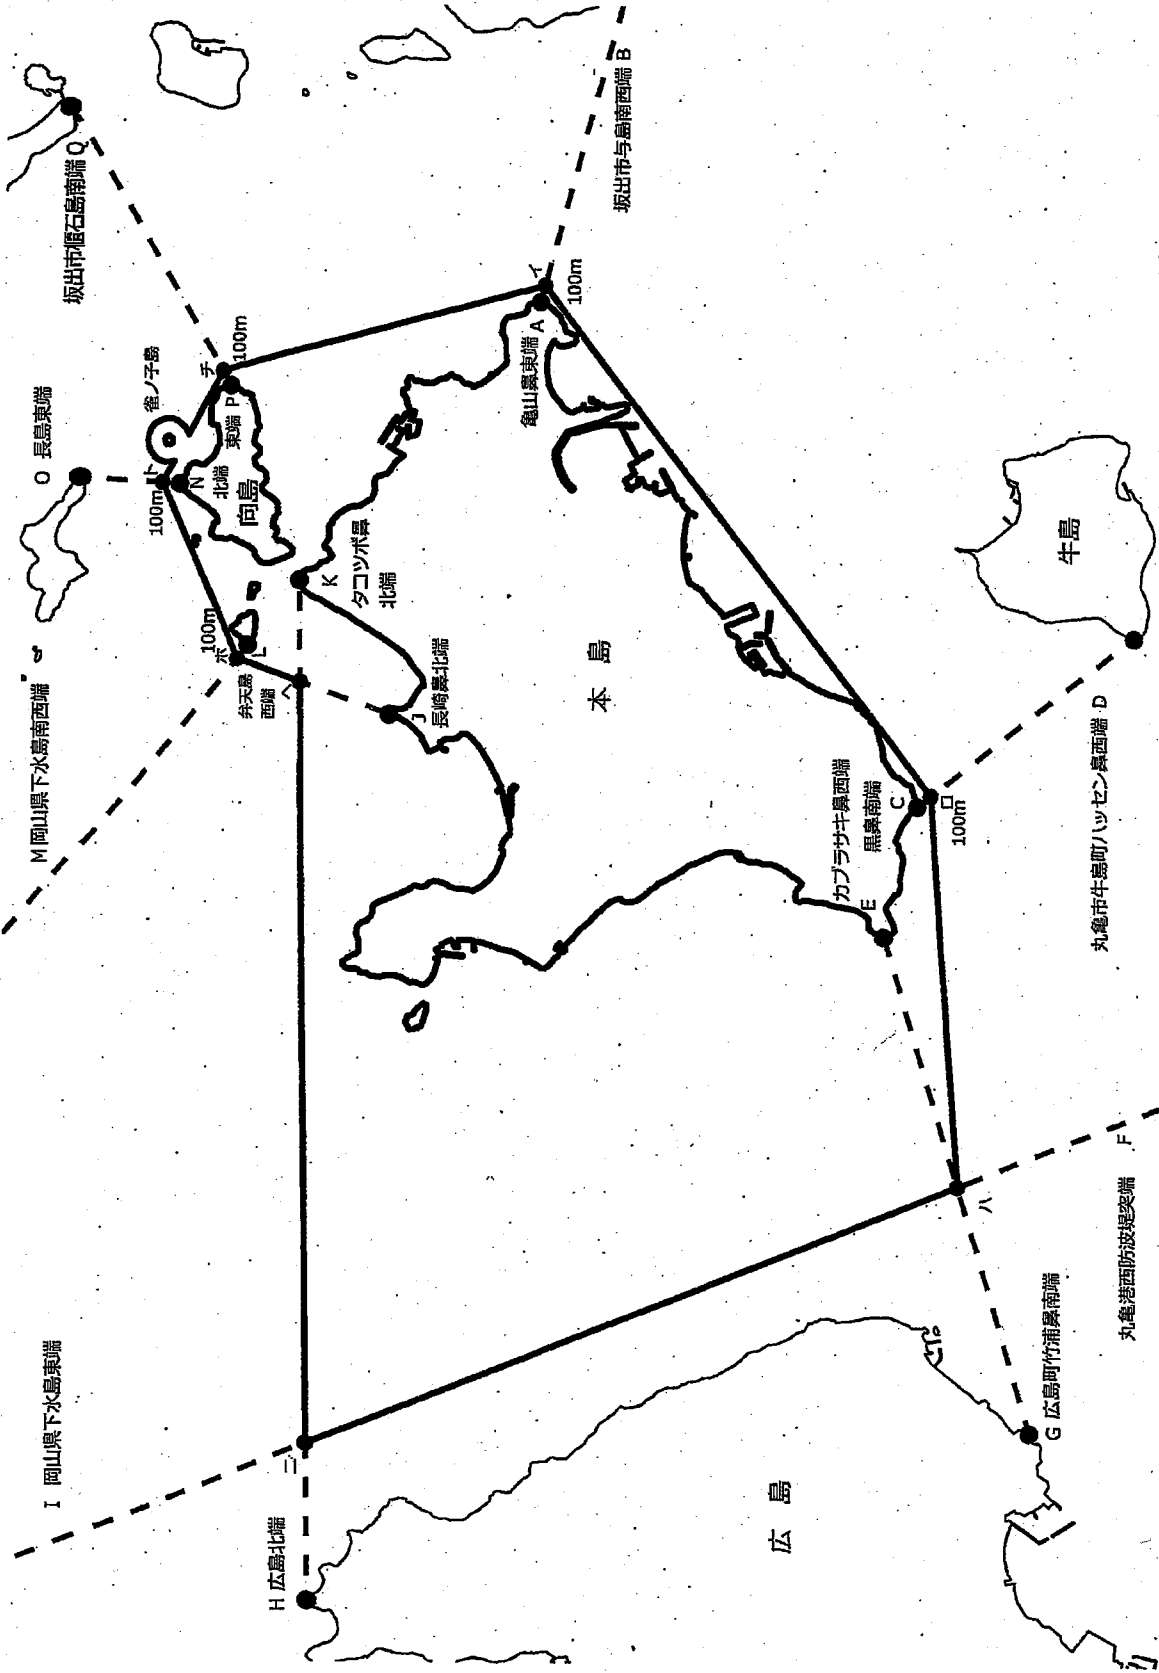 I 岡山県下水島東端
M 岡山県下水島南西端
O 長島東端
坂出市櫃石島南端 Q
H 広島北端
ニ
弁天島
西端
ヘ
ホ
100m
L
100m
ト
N
北端
向島
雀ノ子島
チ
100m
東端 P
J
長崎鼻北端
K
タコツボ鼻
北端
亀山鼻東端 A
イ
100m
坂出市与島南西端 B
本島
広島
カブラサキ鼻西端
E
黒鼻南端
C
ロ
100m
牛島
ハ
G 広島町竹浦鼻南端
丸亀港西防波堤突端 F
丸亀市牛島町ハッセン鼻西端 D